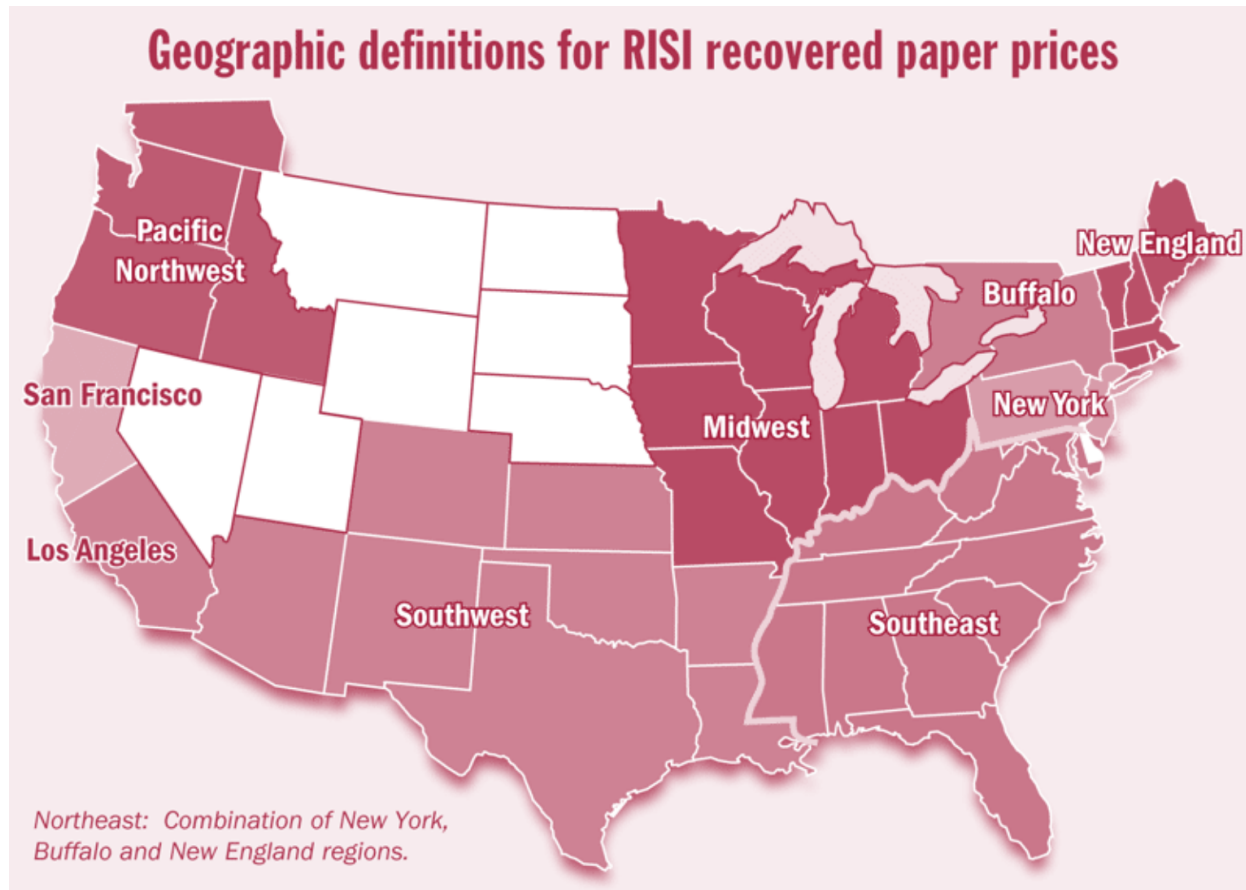 Geographic definitions for RISI recovered paper prices
Pacific
Northwest
New England
Buffalo
San Francisco
New York
Midwest
Los Angeles
Southwest
Southeast
Northeast: Combination of New York,
Buffalo and New England regions.